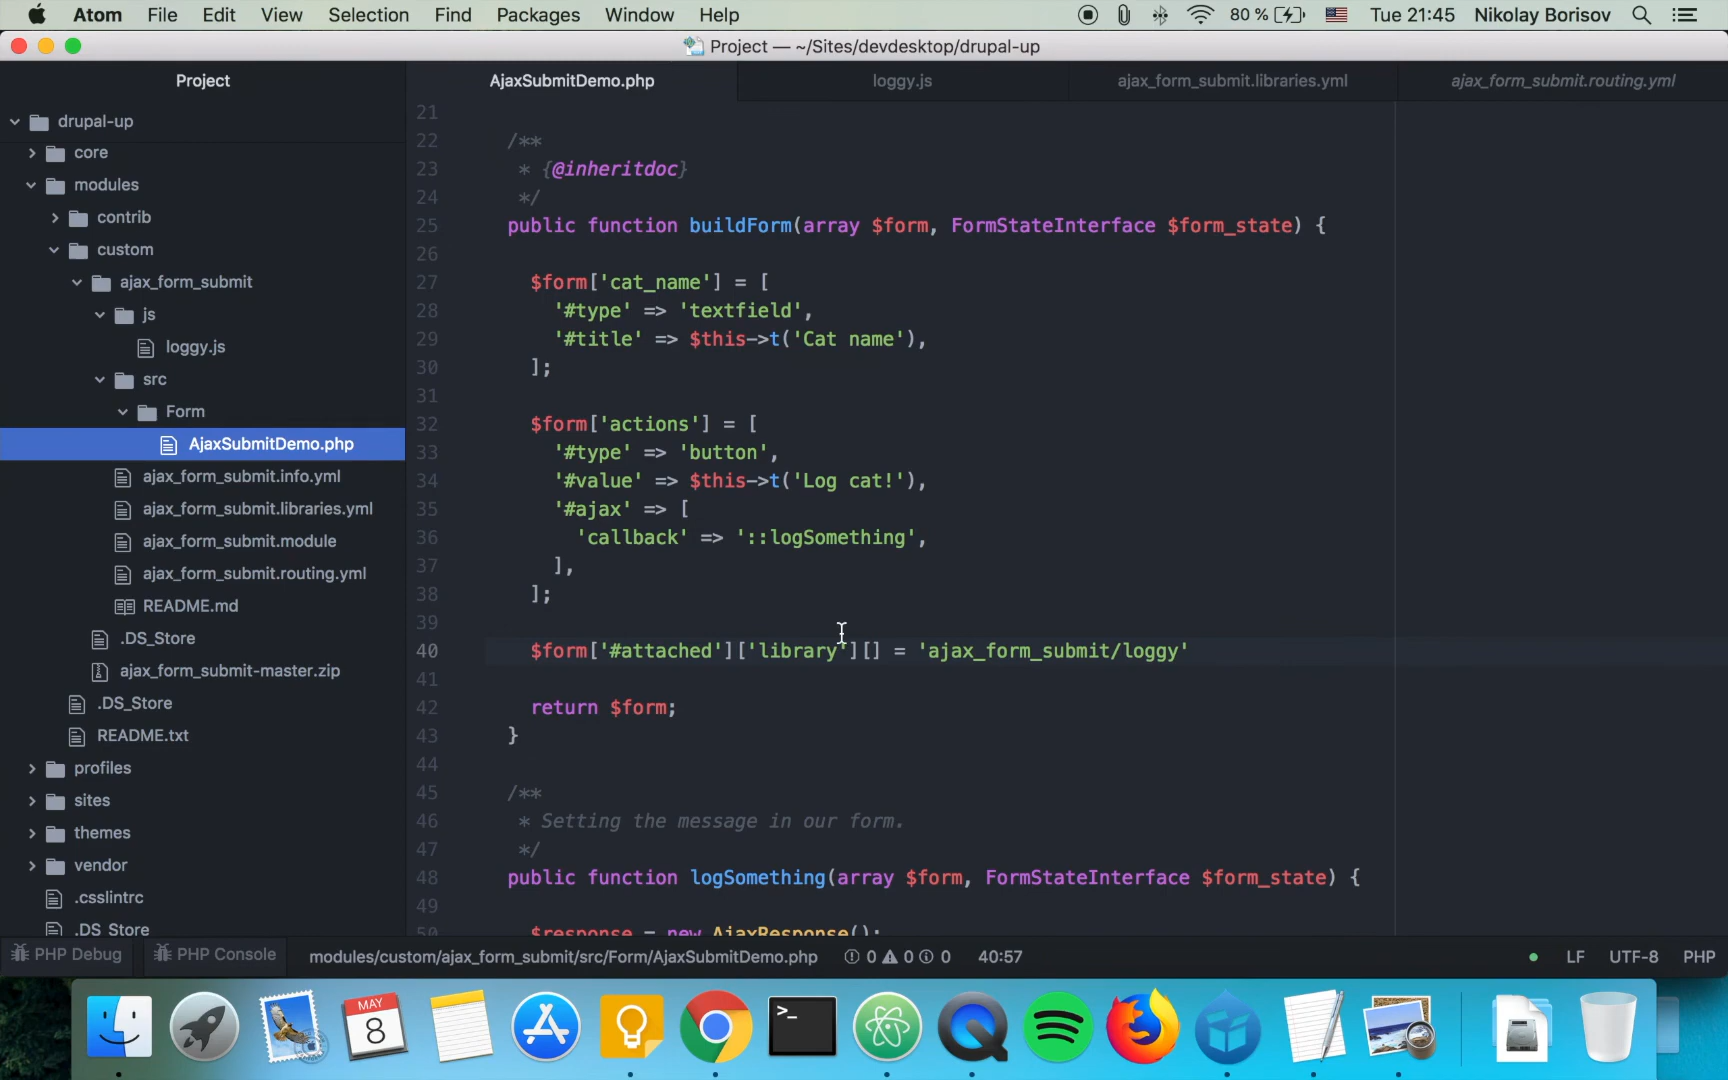 Atom File Edit View Selection Find Packages Window Help 80 % Tue 21:45 Nikolay Borisov
Project — ~/Sites/devdesktop/drupal-up
Project
AjaxSubmitDemo.php
loggy.js
ajax_form_submit.libraries.yml
ajax_form_submit.routing.yml
drupal-up
core
modules
contrib
custom
ajax_form_submit
js
loggy.js
src
Form
AjaxSubmitDemo.php
ajax_form_submit.info.yml
ajax_form_submit.libraries.yml
ajax_form_submit.module
ajax_form_submit.routing.yml
README.md
.DS_Store
ajax_form_submit-master.zip
.DS_Store
README.txt
profiles
sites
themes
vendor
.csslintrc
.DS_Store
21
22 /**
23 * {@inheritdoc}
24 */
25 public function buildForm(array $form, FormStateInterface $form_state) {
26
27 $form['cat_name'] = [
28 '#type' => 'textfield',
29 '#title' => $this->t('Cat name'),
30 ];
31
32 $form['actions'] = [
33 '#type' => 'button',
34 '#value' => $this->t('Log cat!'),
35 '#ajax' => [
36 'callback' => '::logSomething',
37 ],
38 ];
39
40 $form['#attached']['library'][] = 'ajax_form_submit/loggy'
41
42 return $form;
43 }
44
45 /**
46 * Setting the message in our form.
47 */
48 public function logSomething(array $form, FormStateInterface $form_state) {
49
50 $response = new AjaxResponse();
PHP Debug PHP Console modules/custom/ajax_form_submit/src/Form/AjaxSubmitDemo.php 0 0 0 40:57 LF UTF-8 PHP
MAY
8